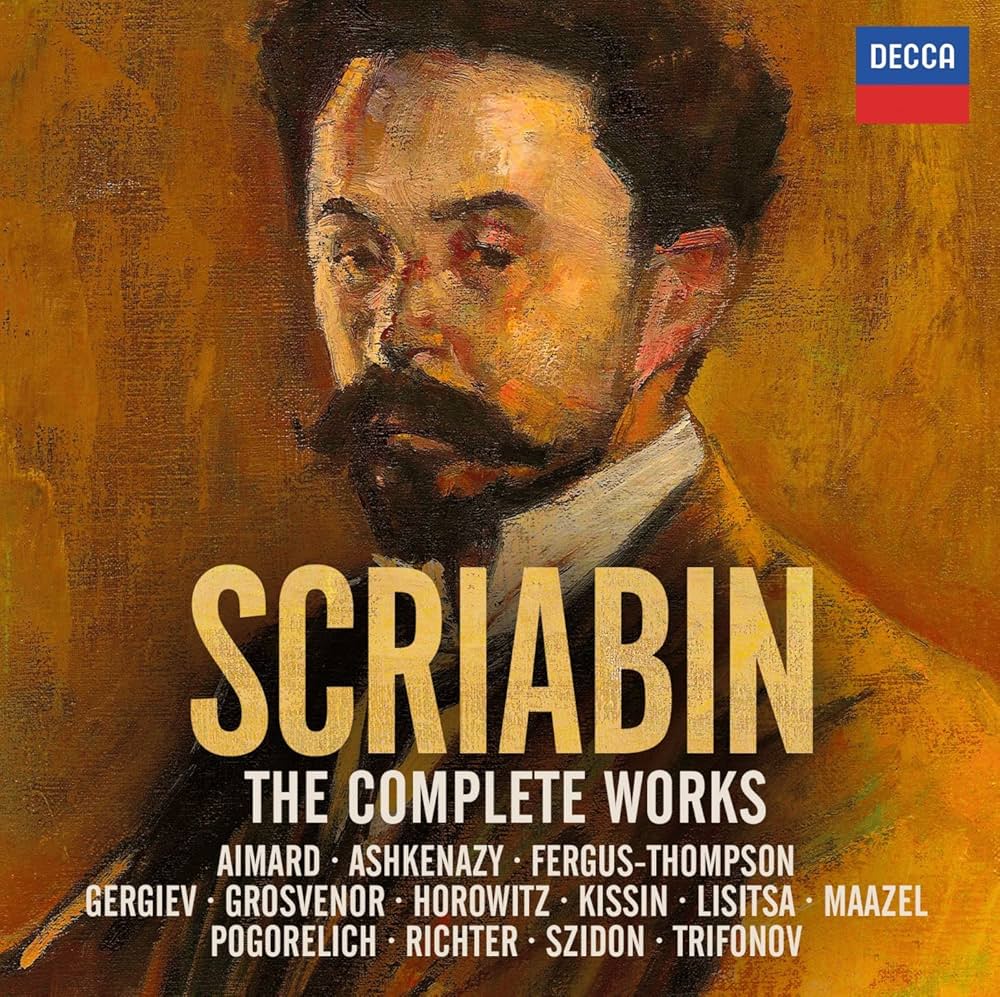 DECCA
SCRIABIN
THE COMPLETE WORKS
AIMARD · ASHKENAZY · FERGUS-THOMPSON
GERGIEV · GROSVENOR · HOROWITZ · KISSIN · LISITSA · MAAZEL
POGORELICH · RICHTER · SZIDON · TRIFONOV